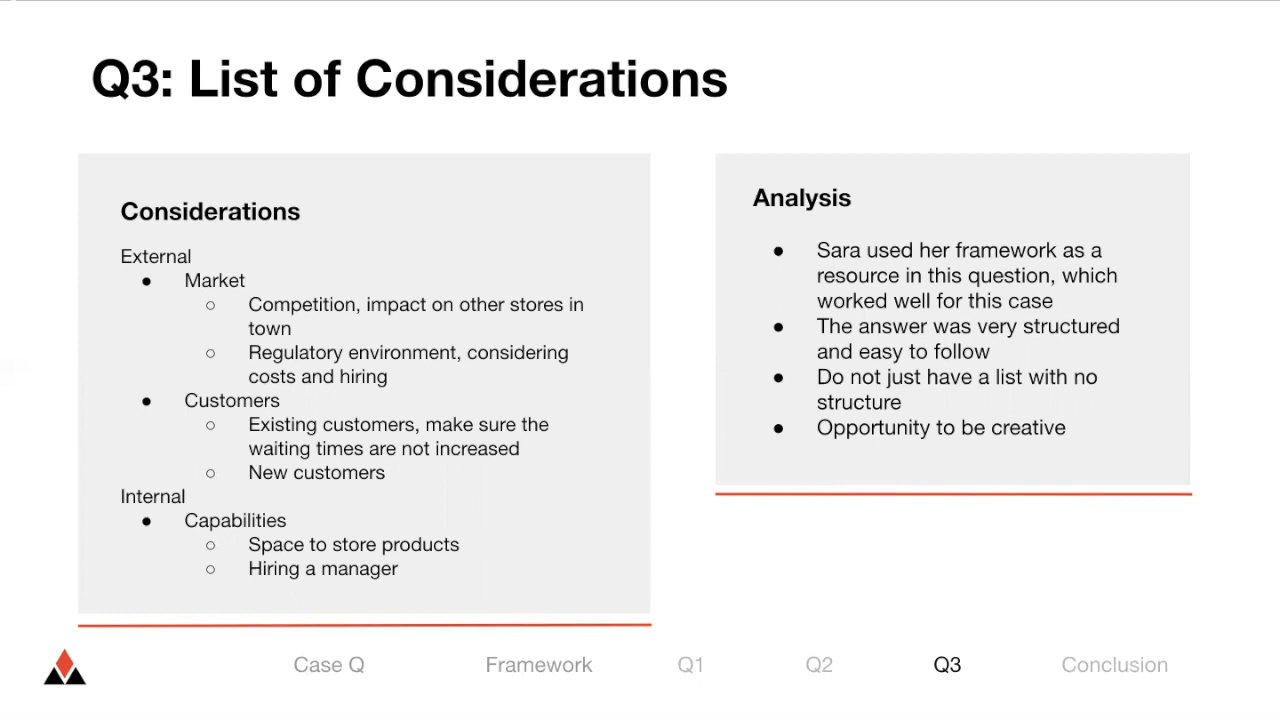 Q3: List of Considerations
Considerations
External
● Market
○ Competition, impact on other stores in
town
○ Regulatory environment, considering
costs and hiring
● Customers
○ Existing customers, make sure the
waiting times are not increased
○ New customers
Internal
● Capabilities
○ Space to store products
○ Hiring a manager
Analysis
● Sara used her framework as a
resource in this question, which
worked well for this case
● The answer was very structured
and easy to follow
● Do not just have a list with no
structure
● Opportunity to be creative
Case Q Framework Q1 Q2 Q3 Conclusion